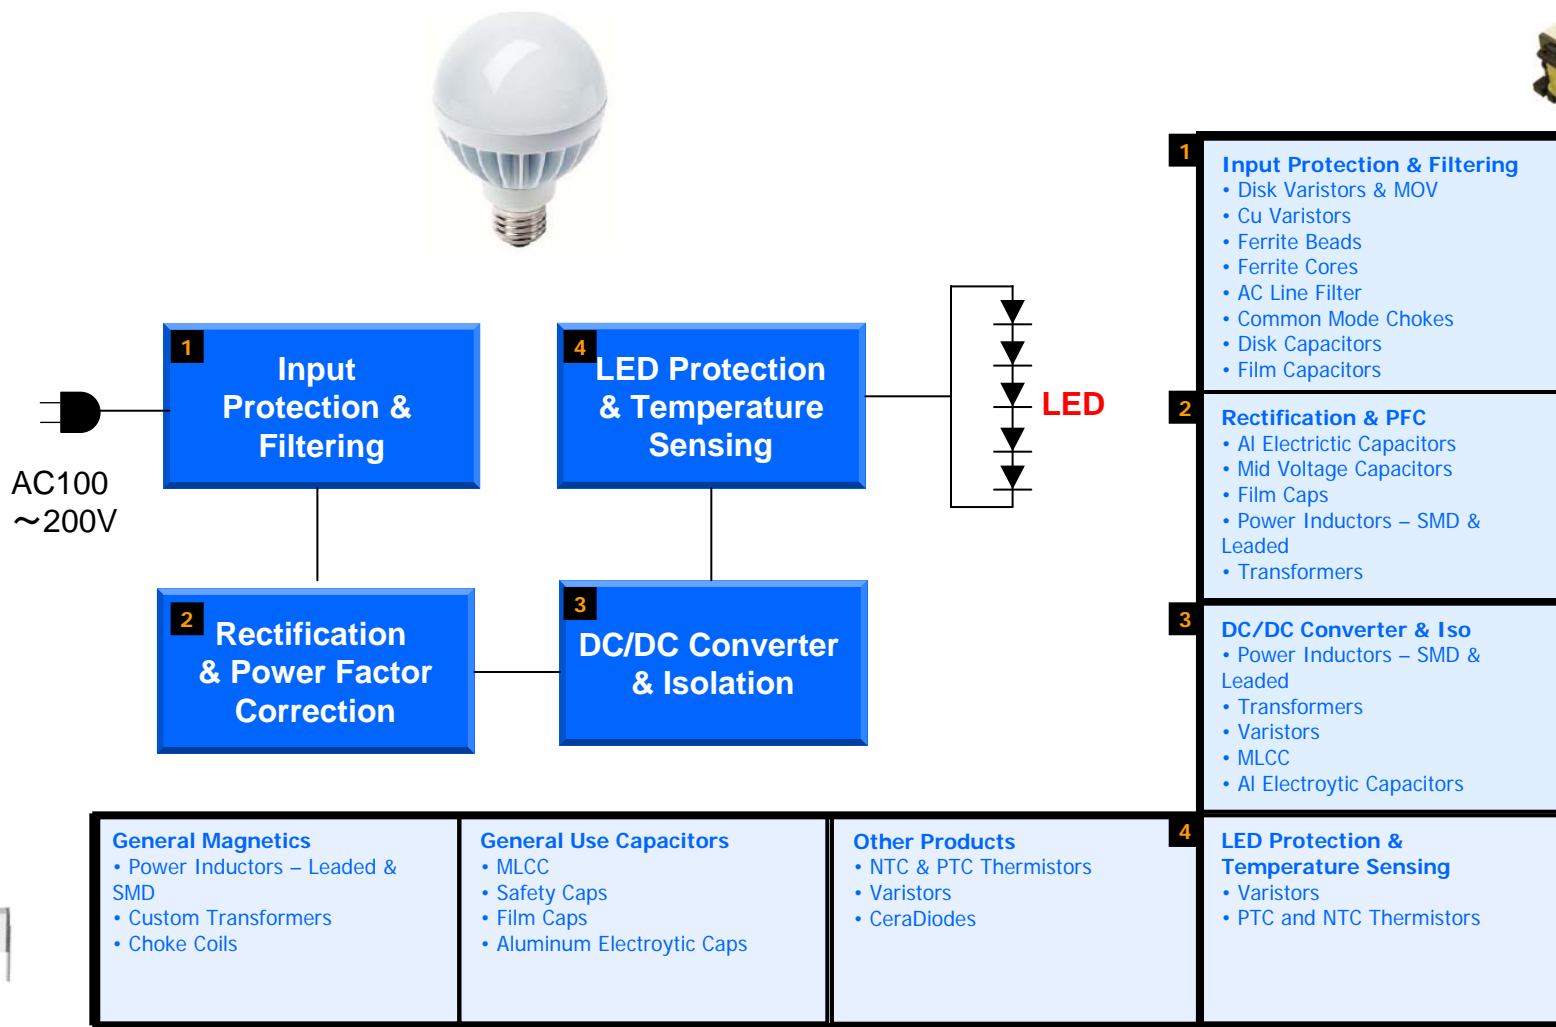 1
Input
Protection &
Filtering
4
LED Protection
& Temperature
Sensing
LED
AC100
～200V
2
Rectification
& Power Factor
Correction
3
DC/DC Converter
& Isolation
1
Input Protection & Filtering
• Disk Varistors & MOV
• Cu Varistors
• Ferrite Beads
• Ferrite Cores
• AC Line Filter
• Common Mode Chokes
• Disk Capacitors
• Film Capacitors
2
Rectification & PFC
• Al Electrictic Capacitors
• Mid Voltage Capacitors
• Film Caps
• Power Inductors – SMD &
Leaded
• Transformers
3
DC/DC Converter & Iso
• Power Inductors – SMD &
Leaded
• Transformers
• Varistors
• MLCC
• Al Electroytic Capacitors
General Magnetics
• Power Inductors – Leaded &
SMD
• Custom Transformers
• Choke Coils
General Use Capacitors
• MLCC
• Safety Caps
• Film Caps
• Aluminum Electroytic Caps
Other Products
• NTC & PTC Thermistors
• Varistors
• CeraDiodes
4
LED Protection &
Temperature Sensing
• Varistors
• PTC and NTC Thermistors